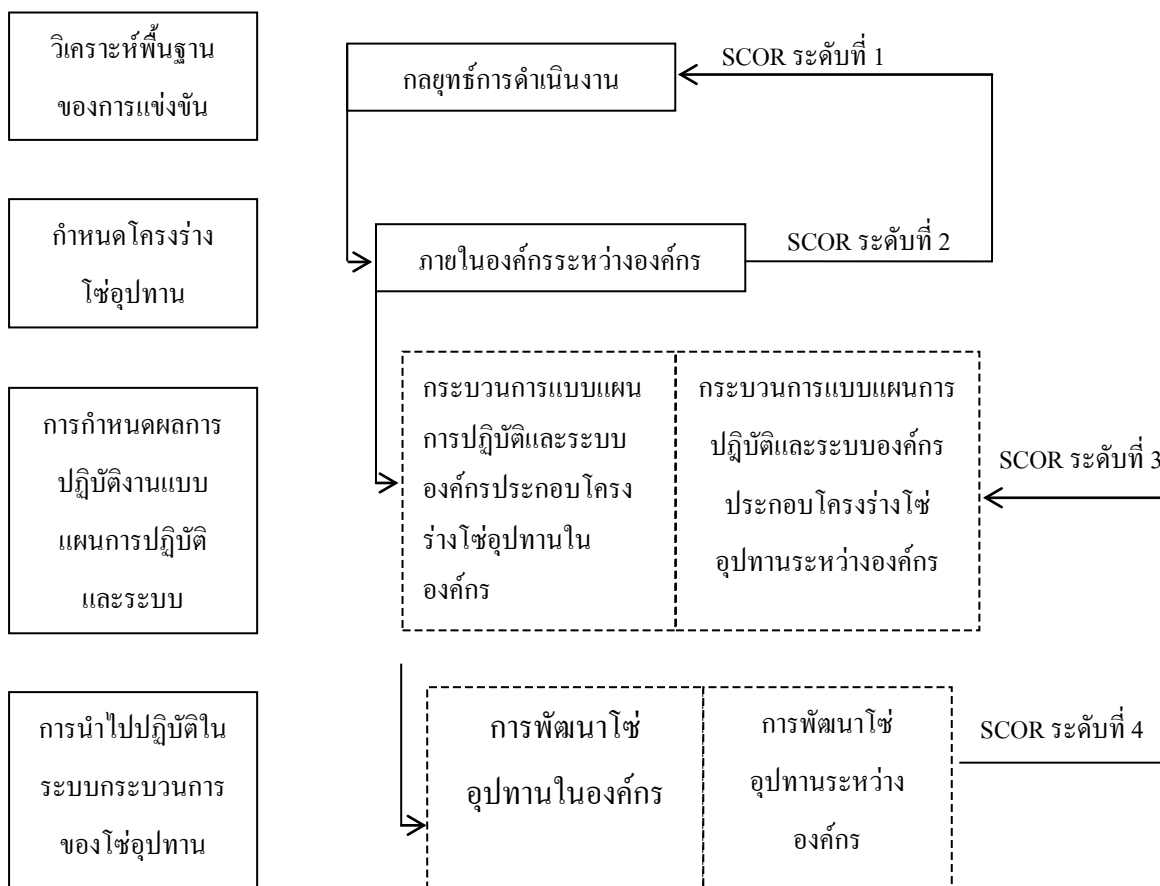 วิเคราะห์พื้นฐาน
ของการแข่งขัน
กลยุทธ์การดำเนินงาน
SCOR ระดับที่ 1
กำหนดโครงร่าง
โซ่อุปทาน
ภายในองค์กรระหว่างองค์กร
SCOR ระดับที่ 2
การกำหนดผลการ
ปฏิบัติงานแบบ
แผนการปฏิบัติ
และระบบ
กระบวนการแบบแผน
การปฏิบัติและระบบ
องค์กรประกอบโครง
ร่างโซ่อุปทานใน
องค์กร
กระบวนการแบบแผนการ
ปฎิบัติและระบบองค์กร
ประกอบโครงร่างโซ่
อุปทานระหว่างองค์กร
SCOR ระดับที่ 3
การนำไปปฏิบัติใน
ระบบกระบวนการ
ของโซ่อุปทาน
การพัฒนาโซ่
อุปทานในองค์กร
การพัฒนาโซ่
อุปทานระหว่าง
องค์กร
SCOR ระดับที่ 4